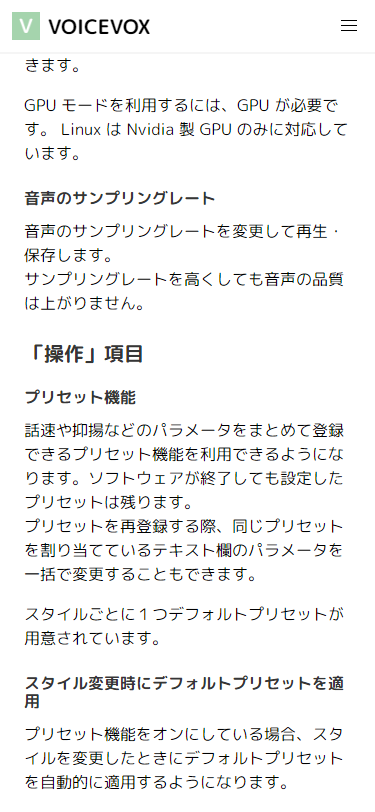 V VOICEVOX
きます。
GPU モードを利用するには、GPU が必要で
す。 Linux は Nvidia 製 GPU のみに対応して
います。
音声のサンプリングレート
音声のサンプリングレートを変更して再生・
保存します。
サンプリングレートを高くしても音声の品質
は上がりません。
「操作」項目
プリセット機能
話速や抑揚などのパラメータをまとめて登録
できるプリセット機能を利用できるようにな
ります。ソフトウェアが終了しても設定した
プリセットは残ります。
プリセットを再登録する際、同じプリセット
を割り当てているテキスト欄のパラメータを
一括で変更することもできます。
スタイルごとに１つデフォルトプリセットが
用意されています。
スタイル変更時にデフォルトプリセットを適
用
プリセット機能をオンにしている場合、スタ
イルを変更したときにデフォルトプリセット
を自動的に適用するようになります。